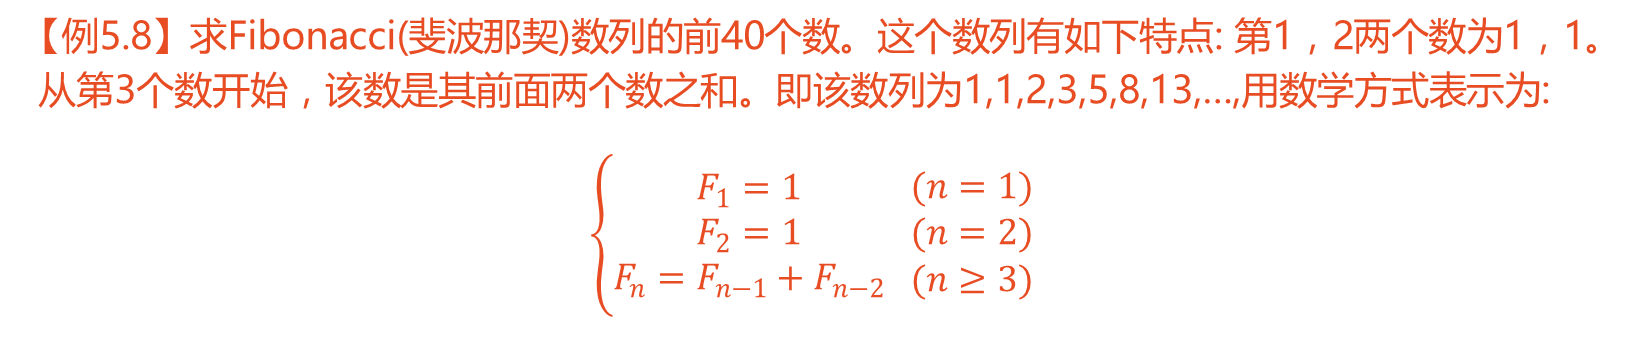 【例5.8】求Fibonacci(斐波那契)数列的前40个数。这个数列有如下特点: 第1，2两个数为1，1。
从第3个数开始，该数是其前面两个数之和。即该数列为1,1,2,3,5,8,13,…,用数学方式表示为:
F₁ = 1 (n = 1)
F₂ = 1 (n = 2)
Fₙ = Fₙ₋₁ + Fₙ₋₂ (n ≥ 3)